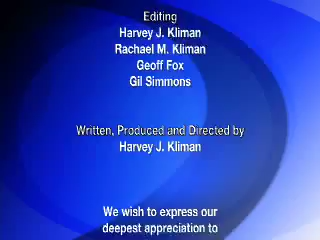 Editing
Harvey J. Kliman
Rachael M. Kliman
Geoff Fox
Gil Simmons
Written, Produced and Directed by
Harvey J. Kliman
We wish to express our
deepest appreciation to